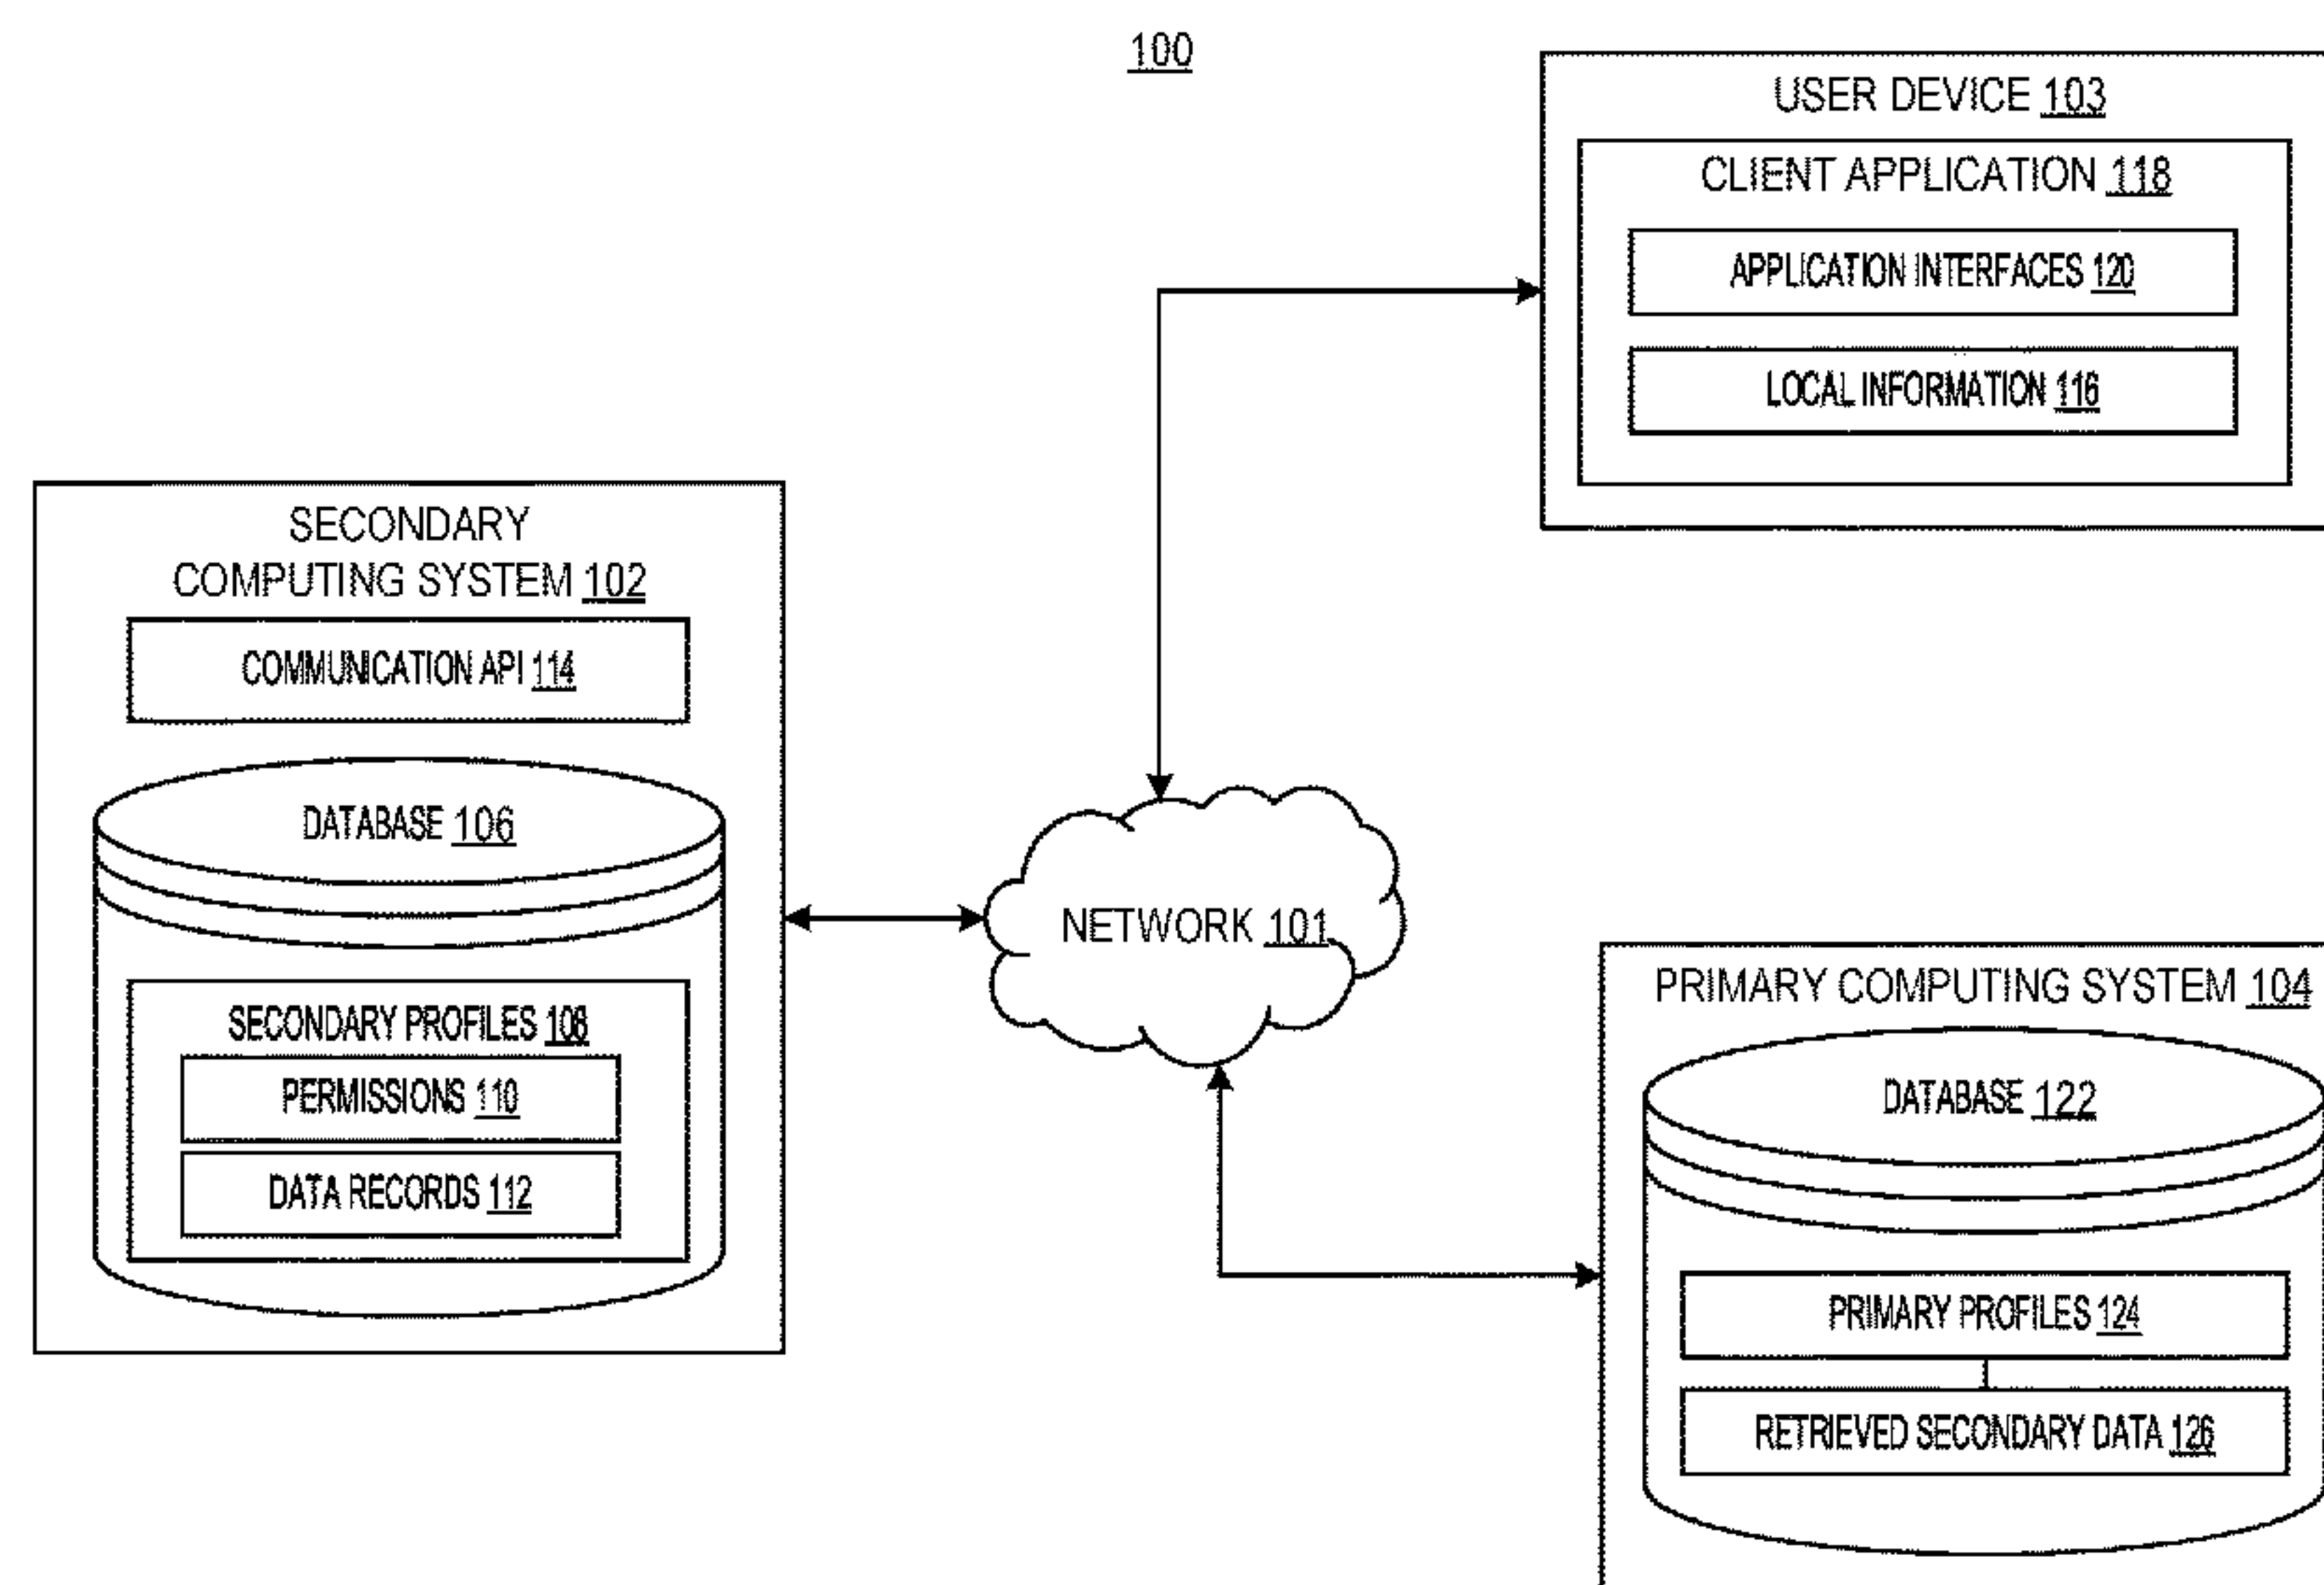 100
USER DEVICE 103
CLIENT APPLICATION 118
APPLICATION INTERFACES 120
LOCAL INFORMATION 116
SECONDARY
COMPUTING SYSTEM 102
COMMUNICATION API 114
DATABASE 106
SECONDARY PROFILES 108
PERMISSIONS 110
DATA RECORDS 112
NETWORK 101
PRIMARY COMPUTING SYSTEM 104
DATABASE 122
PRIMARY PROFILES 124
RETRIEVED SECONDARY DATA 126